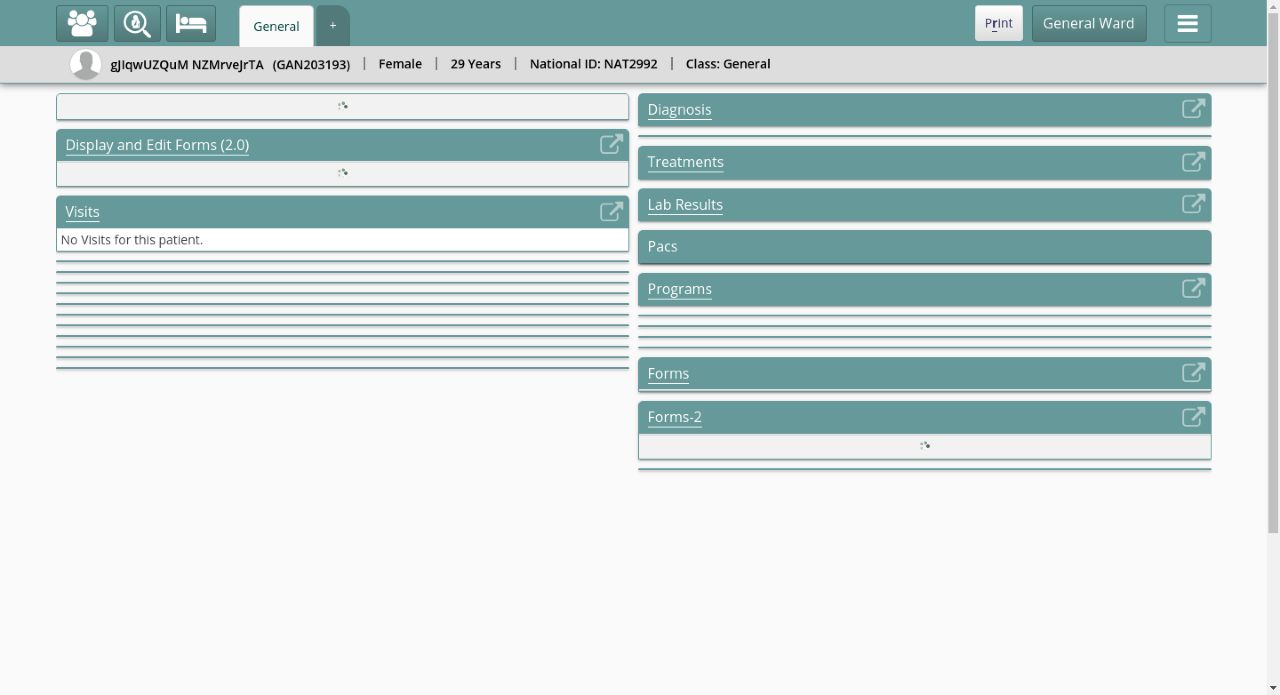 General
+
Print
General Ward
gJIqwUZQuM NZMrveJrTA (GAN203193) | Female | 29 Years | National ID: NAT2992 | Class: General
Display and Edit Forms (2.0)
Visits
No Visits for this patient.
Diagnosis
Treatments
Lab Results
Pacs
Programs
Forms
Forms-2